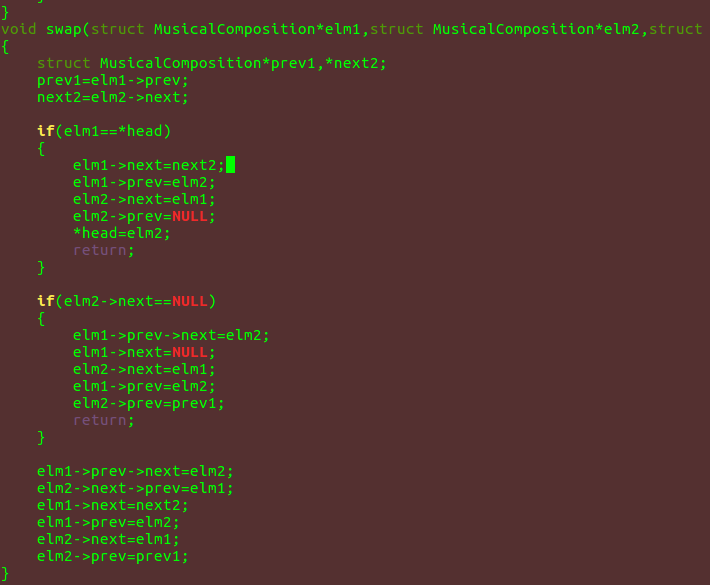 }
void swap(struct MusicalComposition*elm1,struct MusicalComposition*elm2,struct
{
    struct MusicalComposition*prev1,*next2;
    prev1=elm1->prev;
    next2=elm2->next;

    if(elm1==*head)
    {
        elm1->next=next2;
        elm1->prev=elm2;
        elm2->next=elm1;
        elm2->prev=NULL;
        *head=elm2;
        return;
    }

    if(elm2->next==NULL)
    {
        elm1->prev->next=elm2;
        elm1->next=NULL;
        elm2->next=elm1;
        elm1->prev=elm2;
        elm2->prev=prev1;
        return;
    }

    elm1->prev->next=elm2;
    elm2->next->prev=elm1;
    elm1->next=next2;
    elm1->prev=elm2;
    elm2->next=elm1;
    elm2->prev=prev1;
}